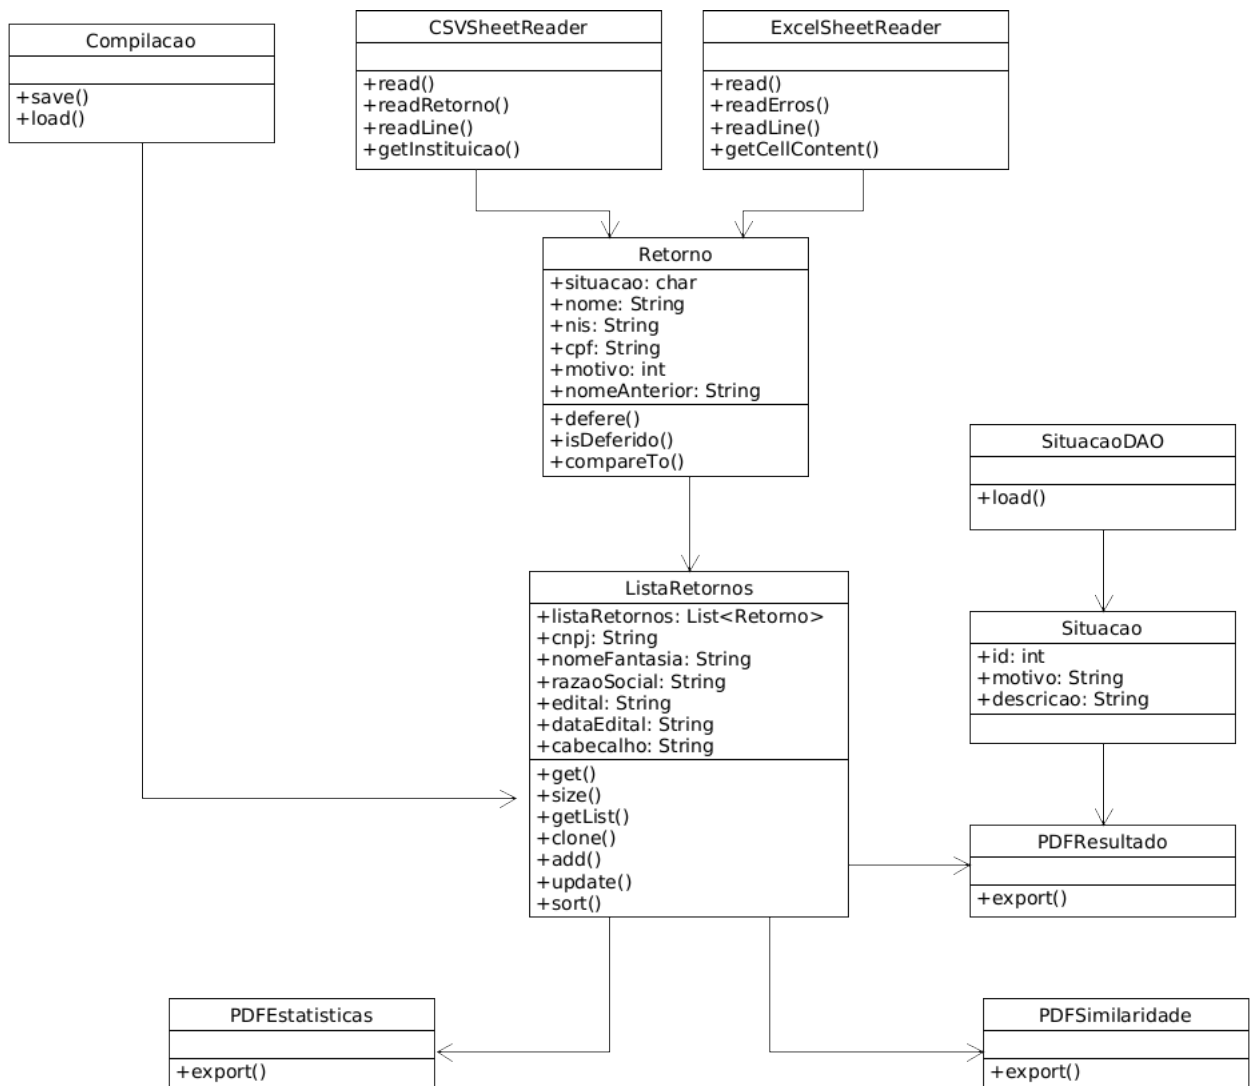 Compilacao
+save()
+load()
CSVSheetReader
+read()
+readRetorno()
+readLine()
+getInstituicao()
ExcelSheetReader
+read()
+readErros()
+readLine()
+getCellContent()
Retorno
+situacao: char
+nome: String
+nis: String
+cpf: String
+motivo: int
+nomeAnterior: String
+defere()
+isDeferido()
+compareTo()
SituacaoDAO
+load()
ListaRetornos
+listaRetornos: List<Retorno>
+cnpj: String
+nomeFantasia: String
+razaoSocial: String
+edital: String
+dataEdital: String
+cabecalho: String
+get()
+size()
+getList()
+clone()
+add()
+update()
+sort()
Situacao
+id: int
+motivo: String
+descricao: String
PDFResultado
+export()
PDFEstatisticas
+export()
PDFSimilaridade
+export()